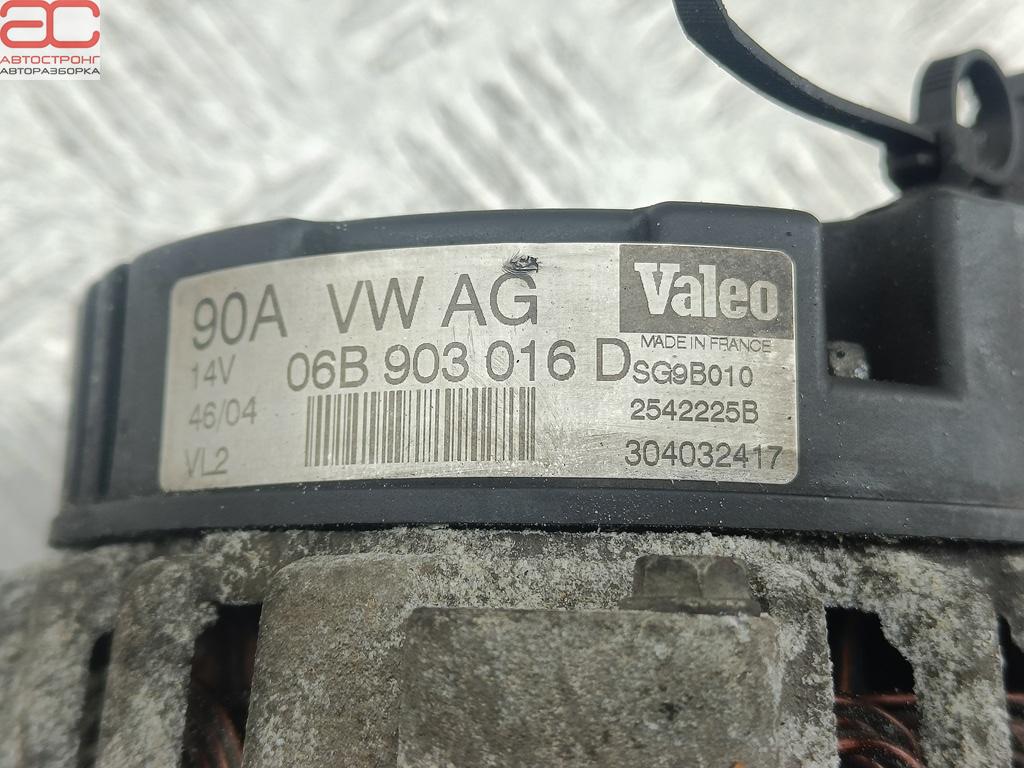 АС
АВТОСТРОНГ
АВТОРАЗБОРКА
90A VW AG
Valeo
MADE IN FRANCE
14V 06B 903 016 D SG9B010
46/04 2542225B
VL2 304032417